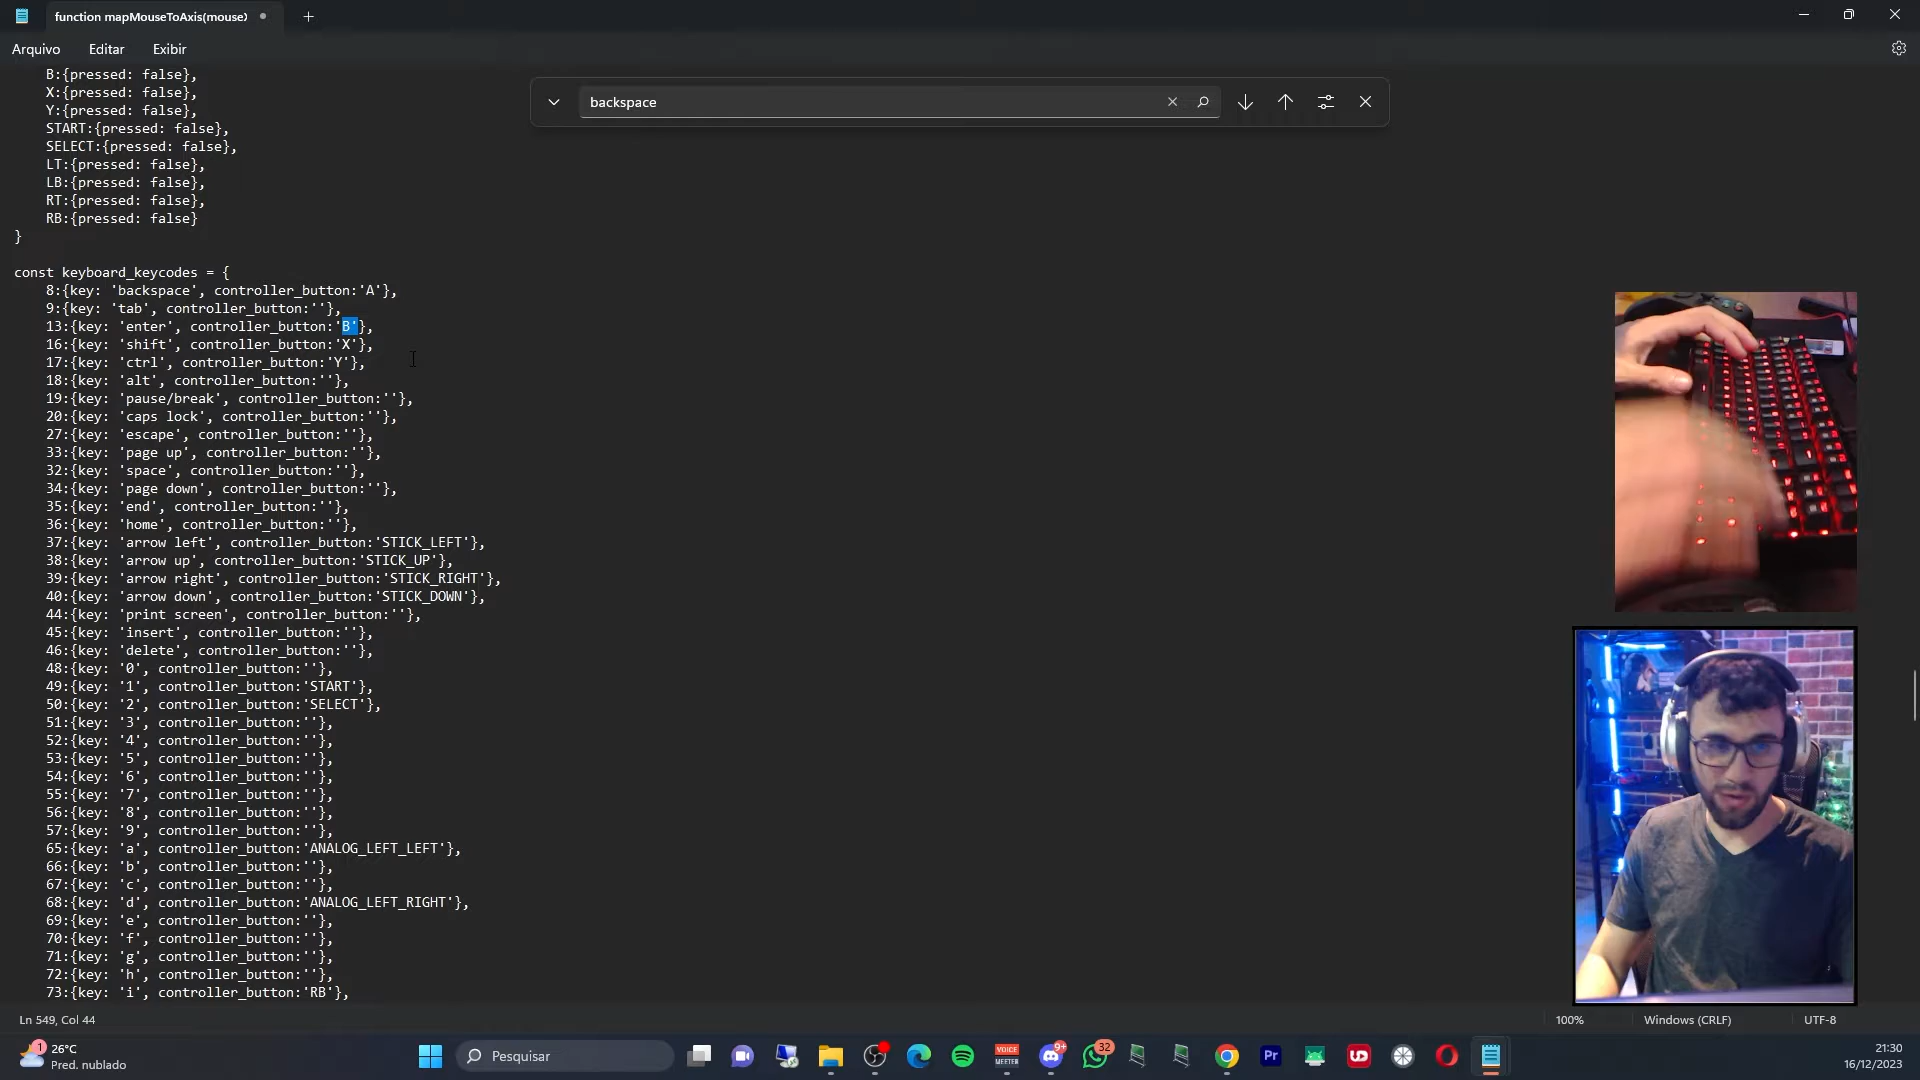 function mapMouseToAxis(mouse)
Arquivo Editar Exibir
backspace
B:{pressed: false},
X:{pressed: false},
Y:{pressed: false},
START:{pressed: false},
SELECT:{pressed: false},
LT:{pressed: false},
LB:{pressed: false},
RT:{pressed: false},
RB:{pressed: false}
}
const keyboard_keycodes = {
8:{key: 'backspace', controller_button:'A'},
9:{key: 'tab', controller_button:''},
13:{key: 'enter', controller_button:'B'},
16:{key: 'shift', controller_button:'X'},
17:{key: 'ctrl', controller_button:'Y'},
18:{key: 'alt', controller_button:''},
19:{key: 'pause/break', controller_button:''},
20:{key: 'caps lock', controller_button:''},
27:{key: 'escape', controller_button:''},
33:{key: 'page up', controller_button:''},
32:{key: 'space', controller_button:''},
34:{key: 'page down', controller_button:''},
35:{key: 'end', controller_button:''},
36:{key: 'home', controller_button:''},
37:{key: 'arrow left', controller_button:'STICK_LEFT'},
38:{key: 'arrow up', controller_button:'STICK_UP'},
39:{key: 'arrow right', controller_button:'STICK_RIGHT'},
40:{key: 'arrow down', controller_button:'STICK_DOWN'},
44:{key: 'print screen', controller_button:''},
45:{key: 'insert', controller_button:''},
46:{key: 'delete', controller_button:''},
48:{key: '0', controller_button:''},
49:{key: '1', controller_button:'START'},
50:{key: '2', controller_button:'SELECT'},
51:{key: '3', controller_button:''},
52:{key: '4', controller_button:''},
53:{key: '5', controller_button:''},
54:{key: '6', controller_button:''},
55:{key: '7', controller_button:''},
56:{key: '8', controller_button:''},
57:{key: '9', controller_button:''},
65:{key: 'a', controller_button:'ANALOG_LEFT_LEFT'},
66:{key: 'b', controller_button:''},
67:{key: 'c', controller_button:''},
68:{key: 'd', controller_button:'ANALOG_LEFT_RIGHT'},
69:{key: 'e', controller_button:''},
70:{key: 'f', controller_button:''},
71:{key: 'g', controller_button:''},
72:{key: 'h', controller_button:''},
73:{key: 'i', controller_button:'RB'},
Ln 549, Col 44 100% Windows (CRLF) UTF-8
1 26°C
Pred. nublado
Pesquisar
VOICE
MEETER
9+
32
Pr
UD
21:30
16/12/2023